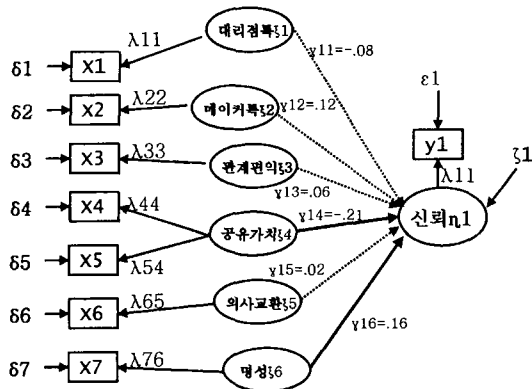 대리점특ξ1
λ11
δ1
X1
γ11=-.08
ε1
λ22
메이커특ξ2
δ2
X2
γ12=.12
y1
ζ1
λ33
관계편익ξ3
δ3
X3
γ13=.06
λ11
λ44
δ4
X4
γ14=-.21
신뢰η1
공유가치ξ4
δ5
X5
λ54
γ15=.02
λ65
의사교환ξ5
δ6
X6
γ16=.16
λ76
δ7
X7
명성ξ6